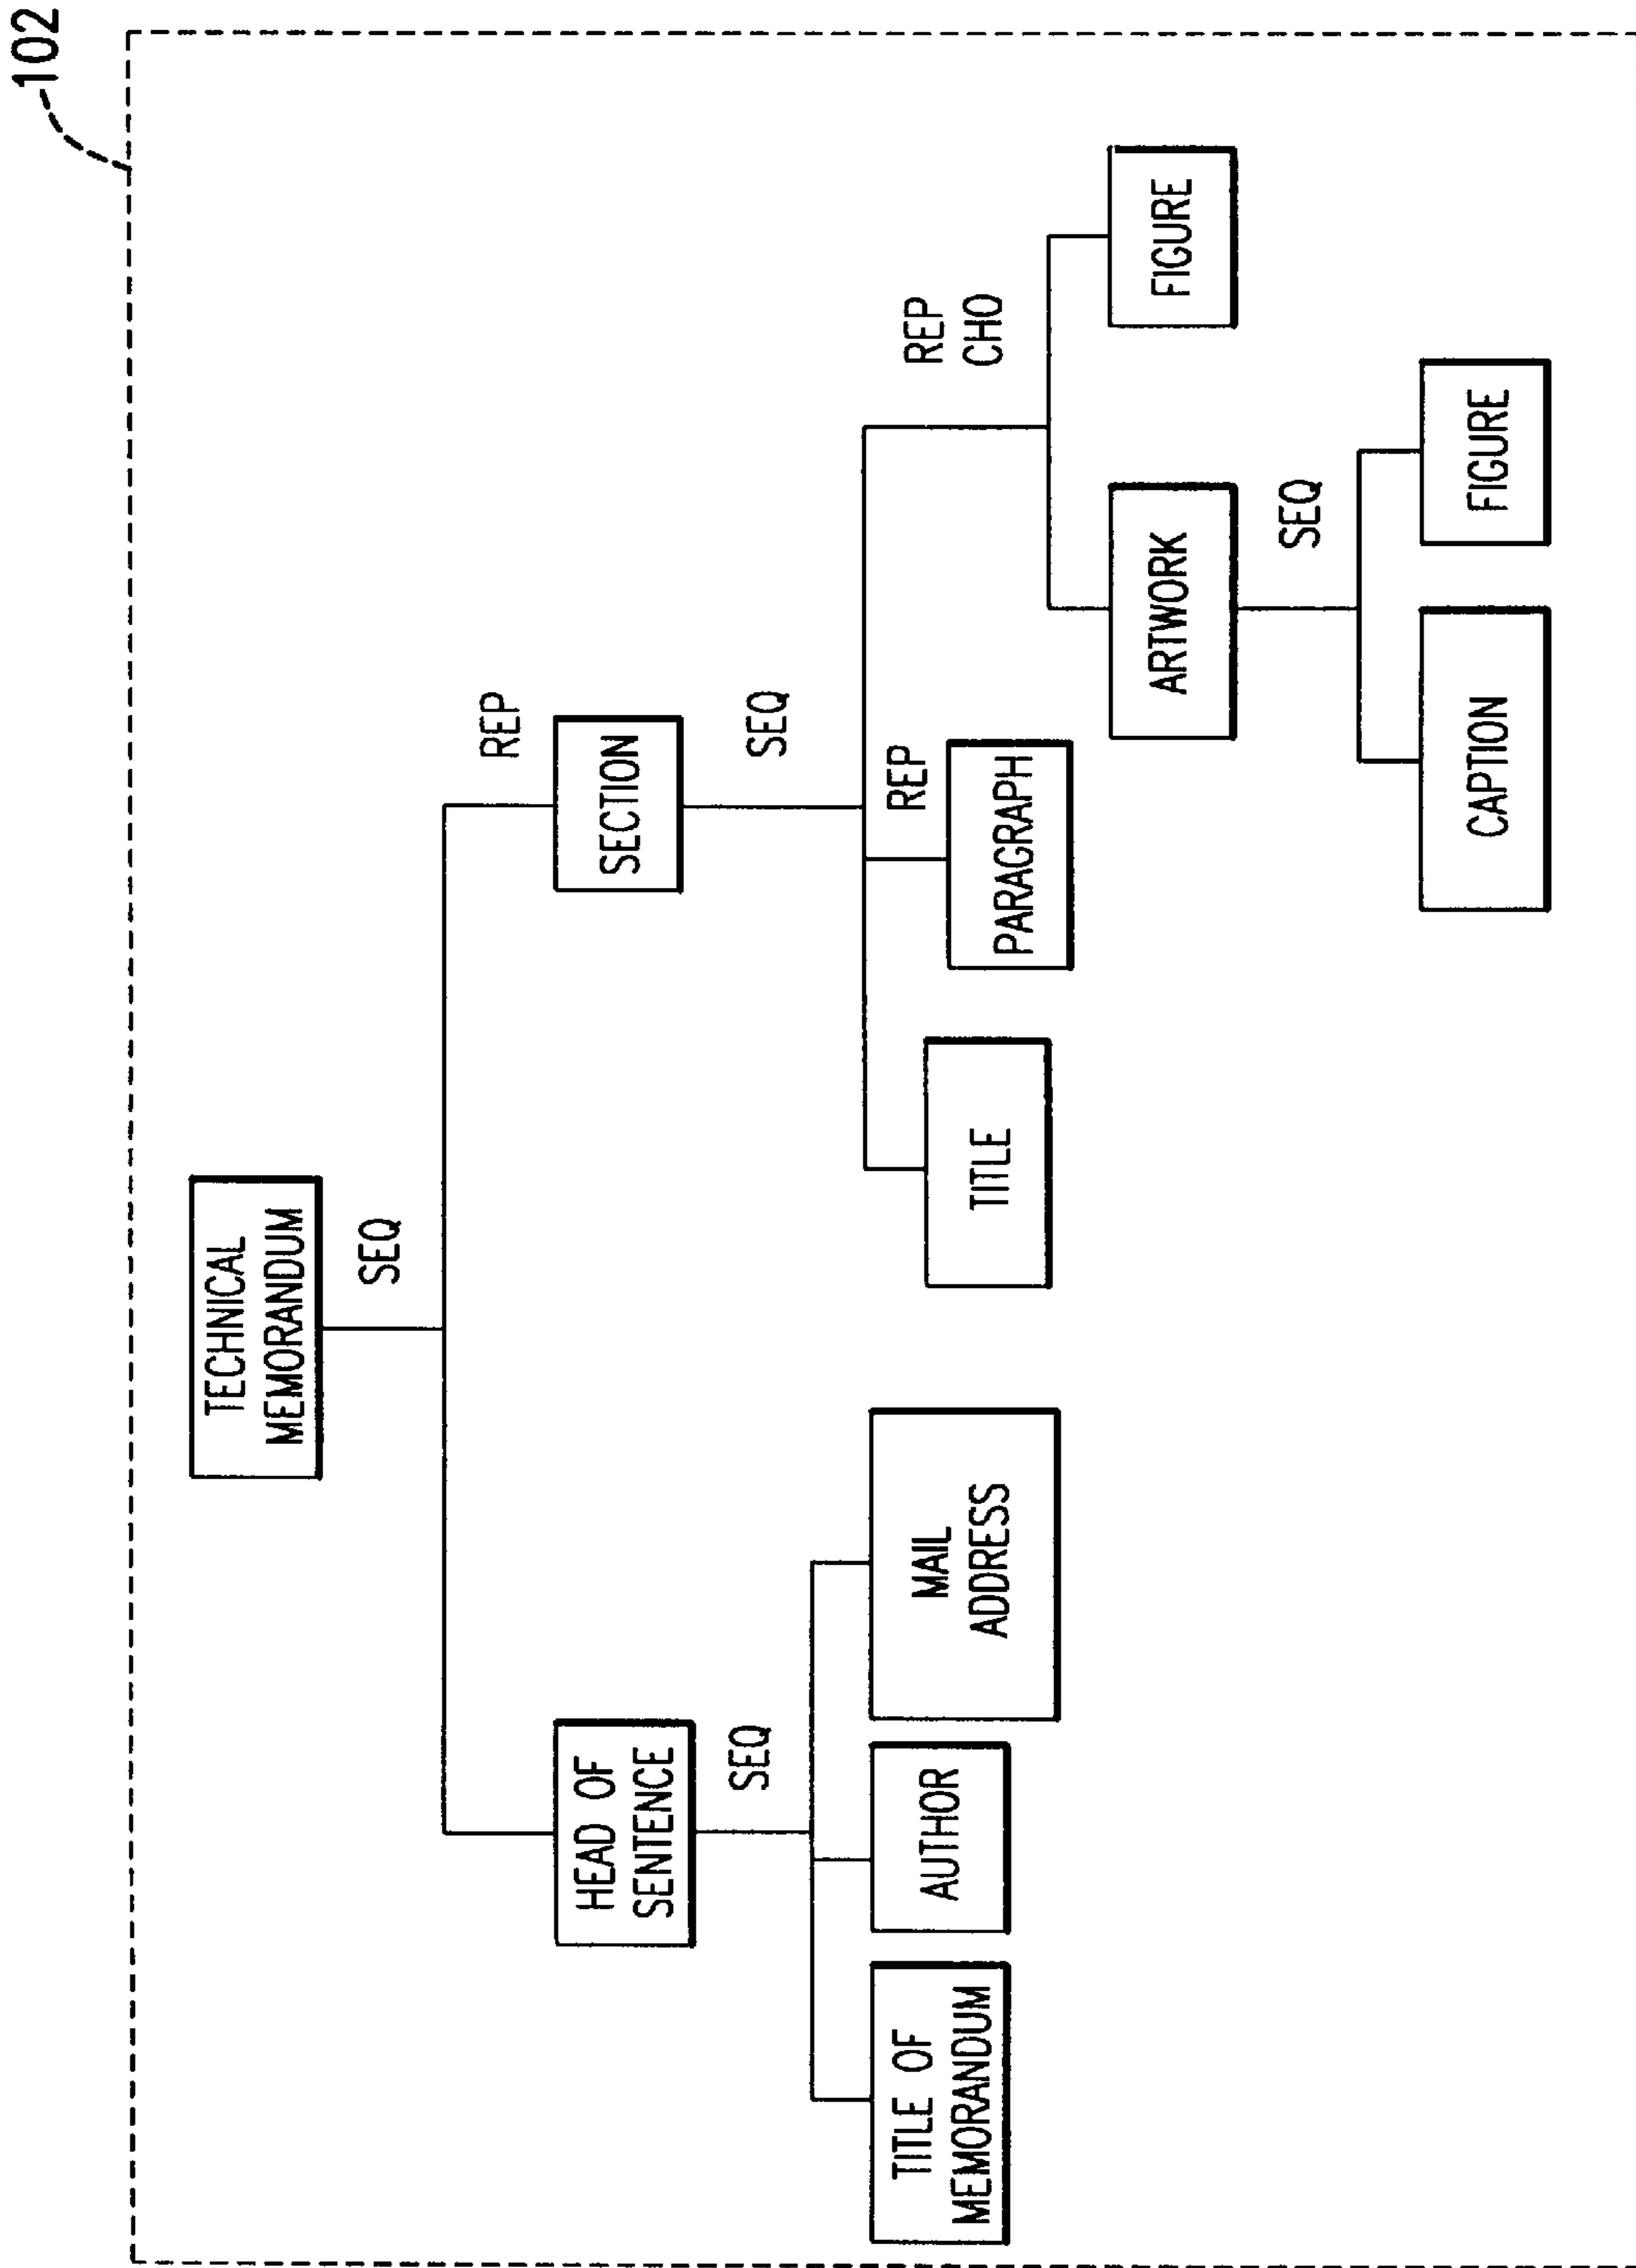 102
TECHNICAL
MEMORANDUM
SEQ
REP
HEAD OF
SENTENCE
SECTION
SEQ
SEQ
TITLE OF
MEMORANDUM
AUTHOR
MAIL
ADDRESS
TITLE
REP
PARAGRAPH
REP
CHO
ARTWORK
FIGURE
SEQ
CAPTION
FIGURE